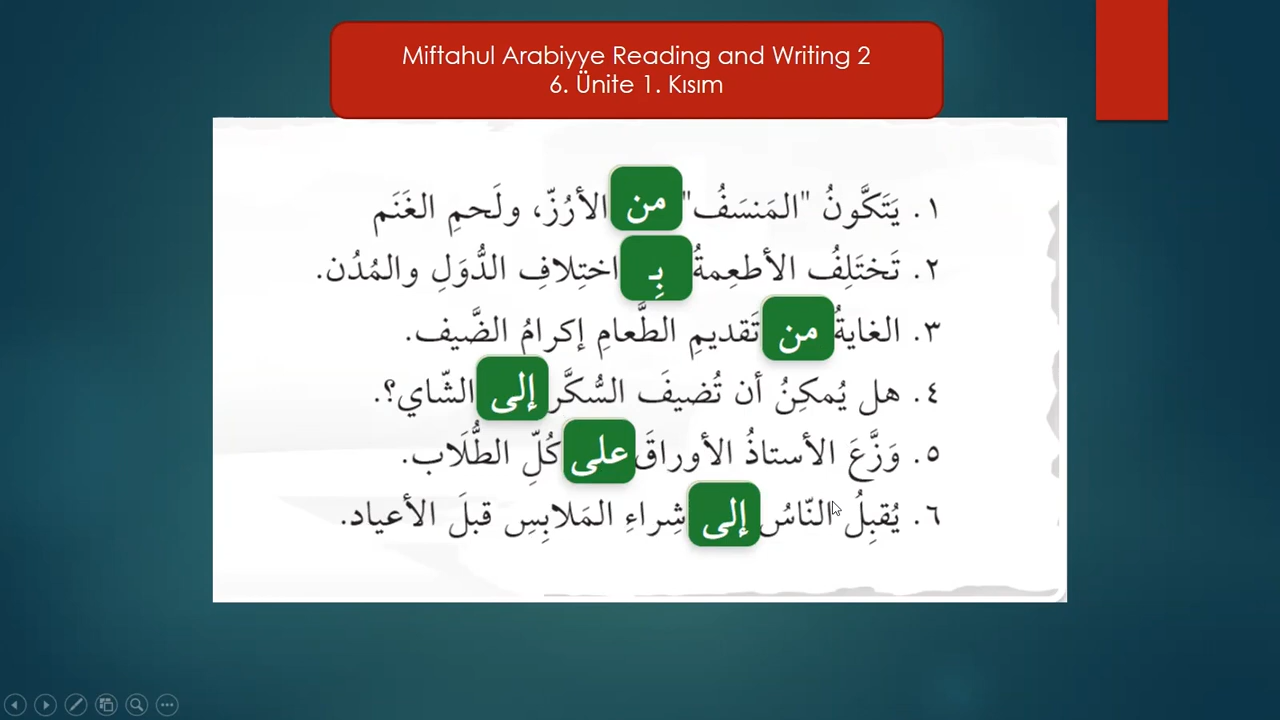 Miftahul Arabiyye Reading and Writing 2
6. Ünite 1. Kısım
١. يَتَكَّونُ "المَنسَفُ" من الأرُزّ، ولَحمِ الغَنَم
٢. تَختَلِفُ الأطعِمةُ بِـ اختِلافِ الدُّوَلِ والمُدُن.
٣. الغايةُ من تَقديمِ الطَّعامِ إكرامُ الضَّيف.
٤. هل يُمكِنُ أن تُضيفَ السُّكَّر إلى الشّاي؟.
٥. وَزَّعَ الأستاذُ الأوراقَ على كُلّ الطُّلَاب.
٦. يُقبِلُ النّاسُ إلى شِراءِ المَلابِسِ قبلَ الأعياد.